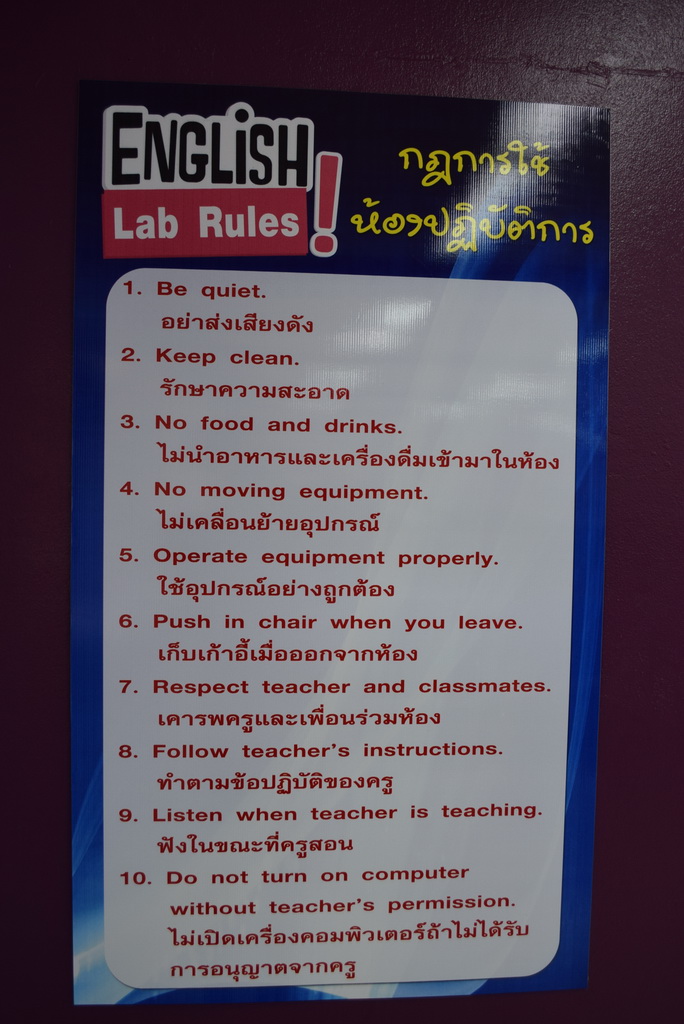 ENGLiSH
Lab Rules!
กฎการใช้
ห้องปฏิบัติการ
1. Be quiet.
อย่าส่งเสียงดัง
2. Keep clean.
รักษาความสะอาด
3. No food and drinks.
ไม่นำอาหารและเครื่องดื่มเข้ามาในห้อง
4. No moving equipment.
ไม่เคลื่อนย้ายอุปกรณ์
5. Operate equipment properly.
ใช้อุปกรณ์อย่างถูกต้อง
6. Push in chair when you leave.
เก็บเก้าอี้เมื่อออกจากห้อง
7. Respect teacher and classmates.
เคารพครูและเพื่อนร่วมห้อง
8. Follow teacher's instructions.
ทำตามข้อปฏิบัติของครู
9. Listen when teacher is teaching.
ฟังในขณะที่ครูสอน
10. Do not turn on computer
without teacher's permission.
ไม่เปิดเครื่องคอมพิวเตอร์ถ้าไม่ได้รับ
การอนุญาตจากครู